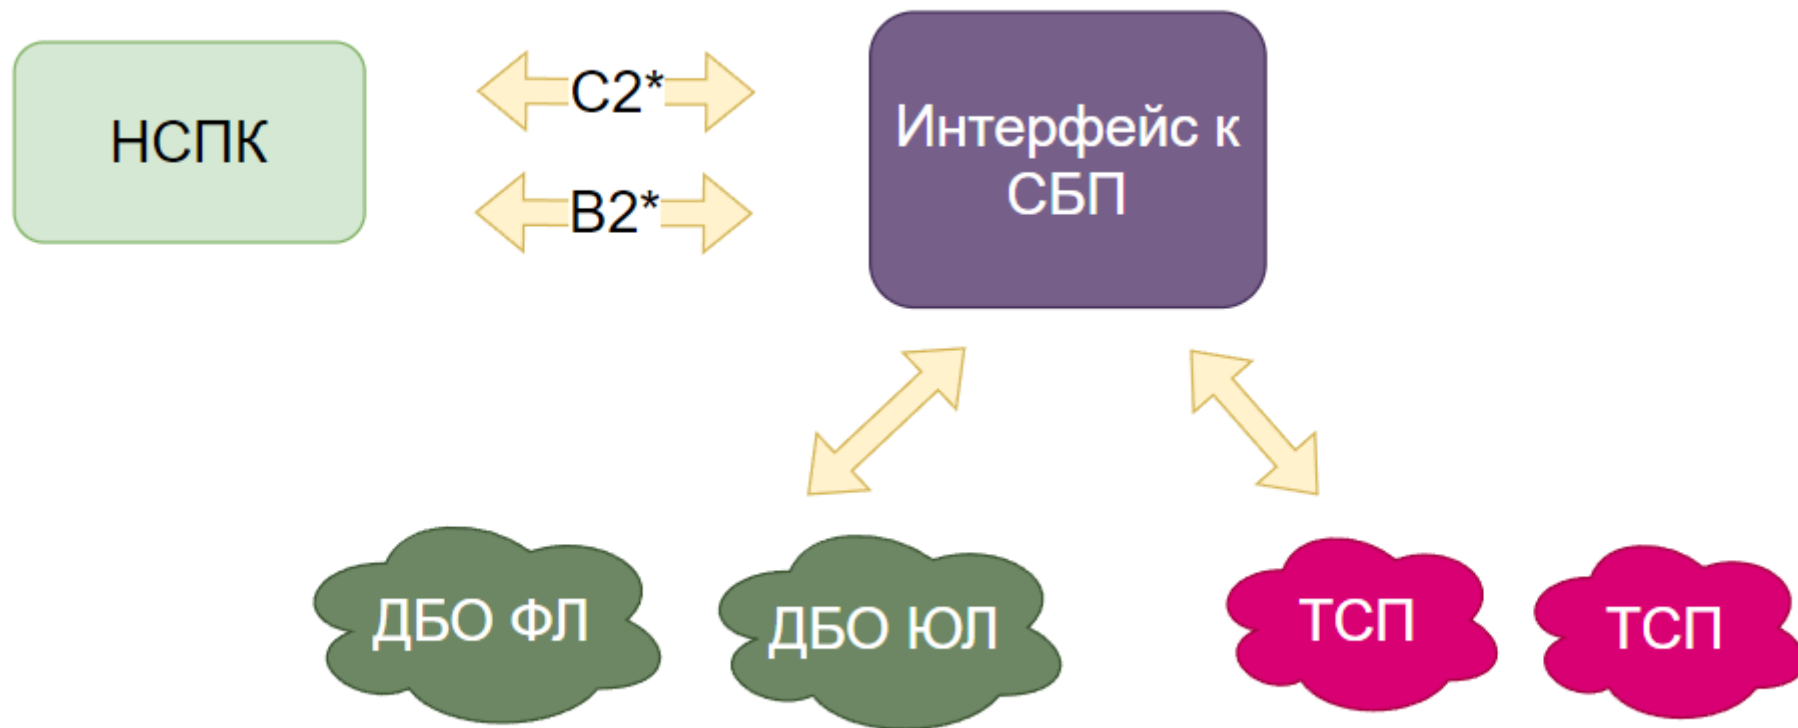 НСПК
C2*
B2*
Интерфейс к
СБП
ДБО ФЛ
ДБО ЮЛ
ТСП
ТСП